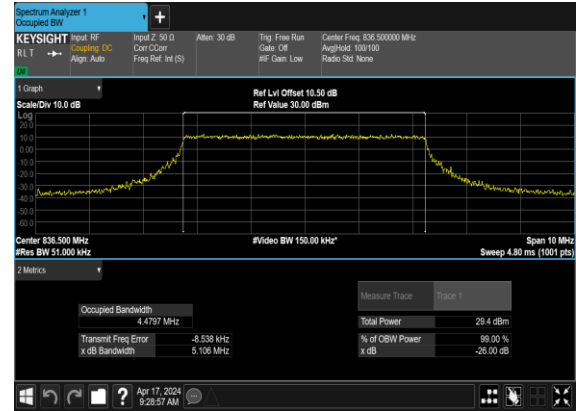 Spectrum Analyzer 1
Occupied BW
KEYSIGHT
RLT
Input: RF
Coupling: DC
Align: Auto
Input Z: 50 Ω
Corr CCorr
Freq Ref: Int (S)
Atten: 30 dB
Trig: Free Run
Gate: Off
#IF Gain: Low
Center Freq: 836.500000 MHz
Avg|Hold: 100/100
Radio Std: None
LV
1 Graph
Scale/Div 10.0 dB
Ref Lvl Offset 10.50 dB
Ref Value 30.00 dBm
Log
20.0
10.0
0.00
-10.0
-20.0
-30.0
-40.0
-50.0
-60.0
Center 836.500 MHz
#Res BW 51.000 kHz
#Video BW 150.00 kHz*
Span 10 MHz
Sweep 4.80 ms (1001 pts)
2 Metrics
Measure Trace Trace 1
Occupied Bandwidth
4.4797 MHz
Total Power 29.4 dBm
Transmit Freq Error -8.538 kHz
% of OBW Power 99.00 %
x dB Bandwidth 5.106 MHz
x dB -26.00 dB
?
Apr 17, 2024
9:28:57 AM